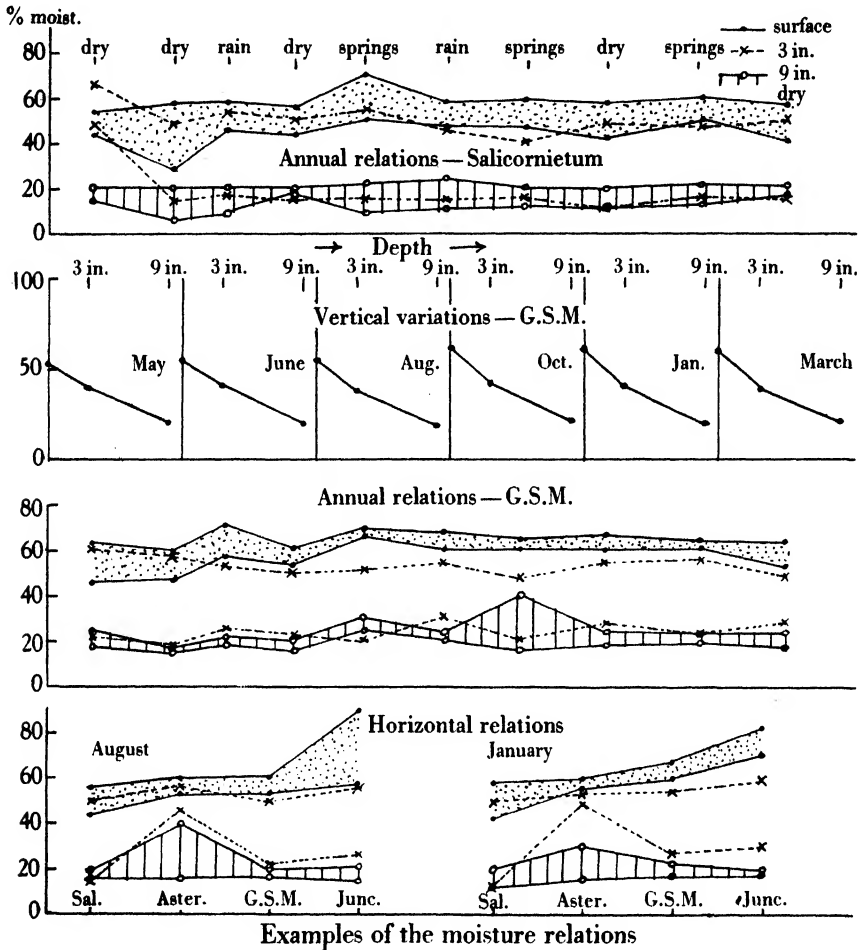 % moist.
surface
3 in.
9 in.
dry
80
dry dry rain dry springs rain springs dry springs
60
40
Annual relations — Salicornietum
20
0
→ Depth →
100
3 in. 9 in. 3 in. 9 in. 3 in. 9 in. 3 in. 9 in. 3 in. 9 in. 3 in. 9 in.
Vertical variations — G.S.M.
May June Aug. Oct. Jan. March
50
0
Annual relations — G.S.M.
80
60
40
20
0
Horizontal relations
80
August January
60
40
20
Sal. Aster. G.S.M. Junc. Sal. Aster. G.S.M. Junc.
0
Examples of the moisture relations